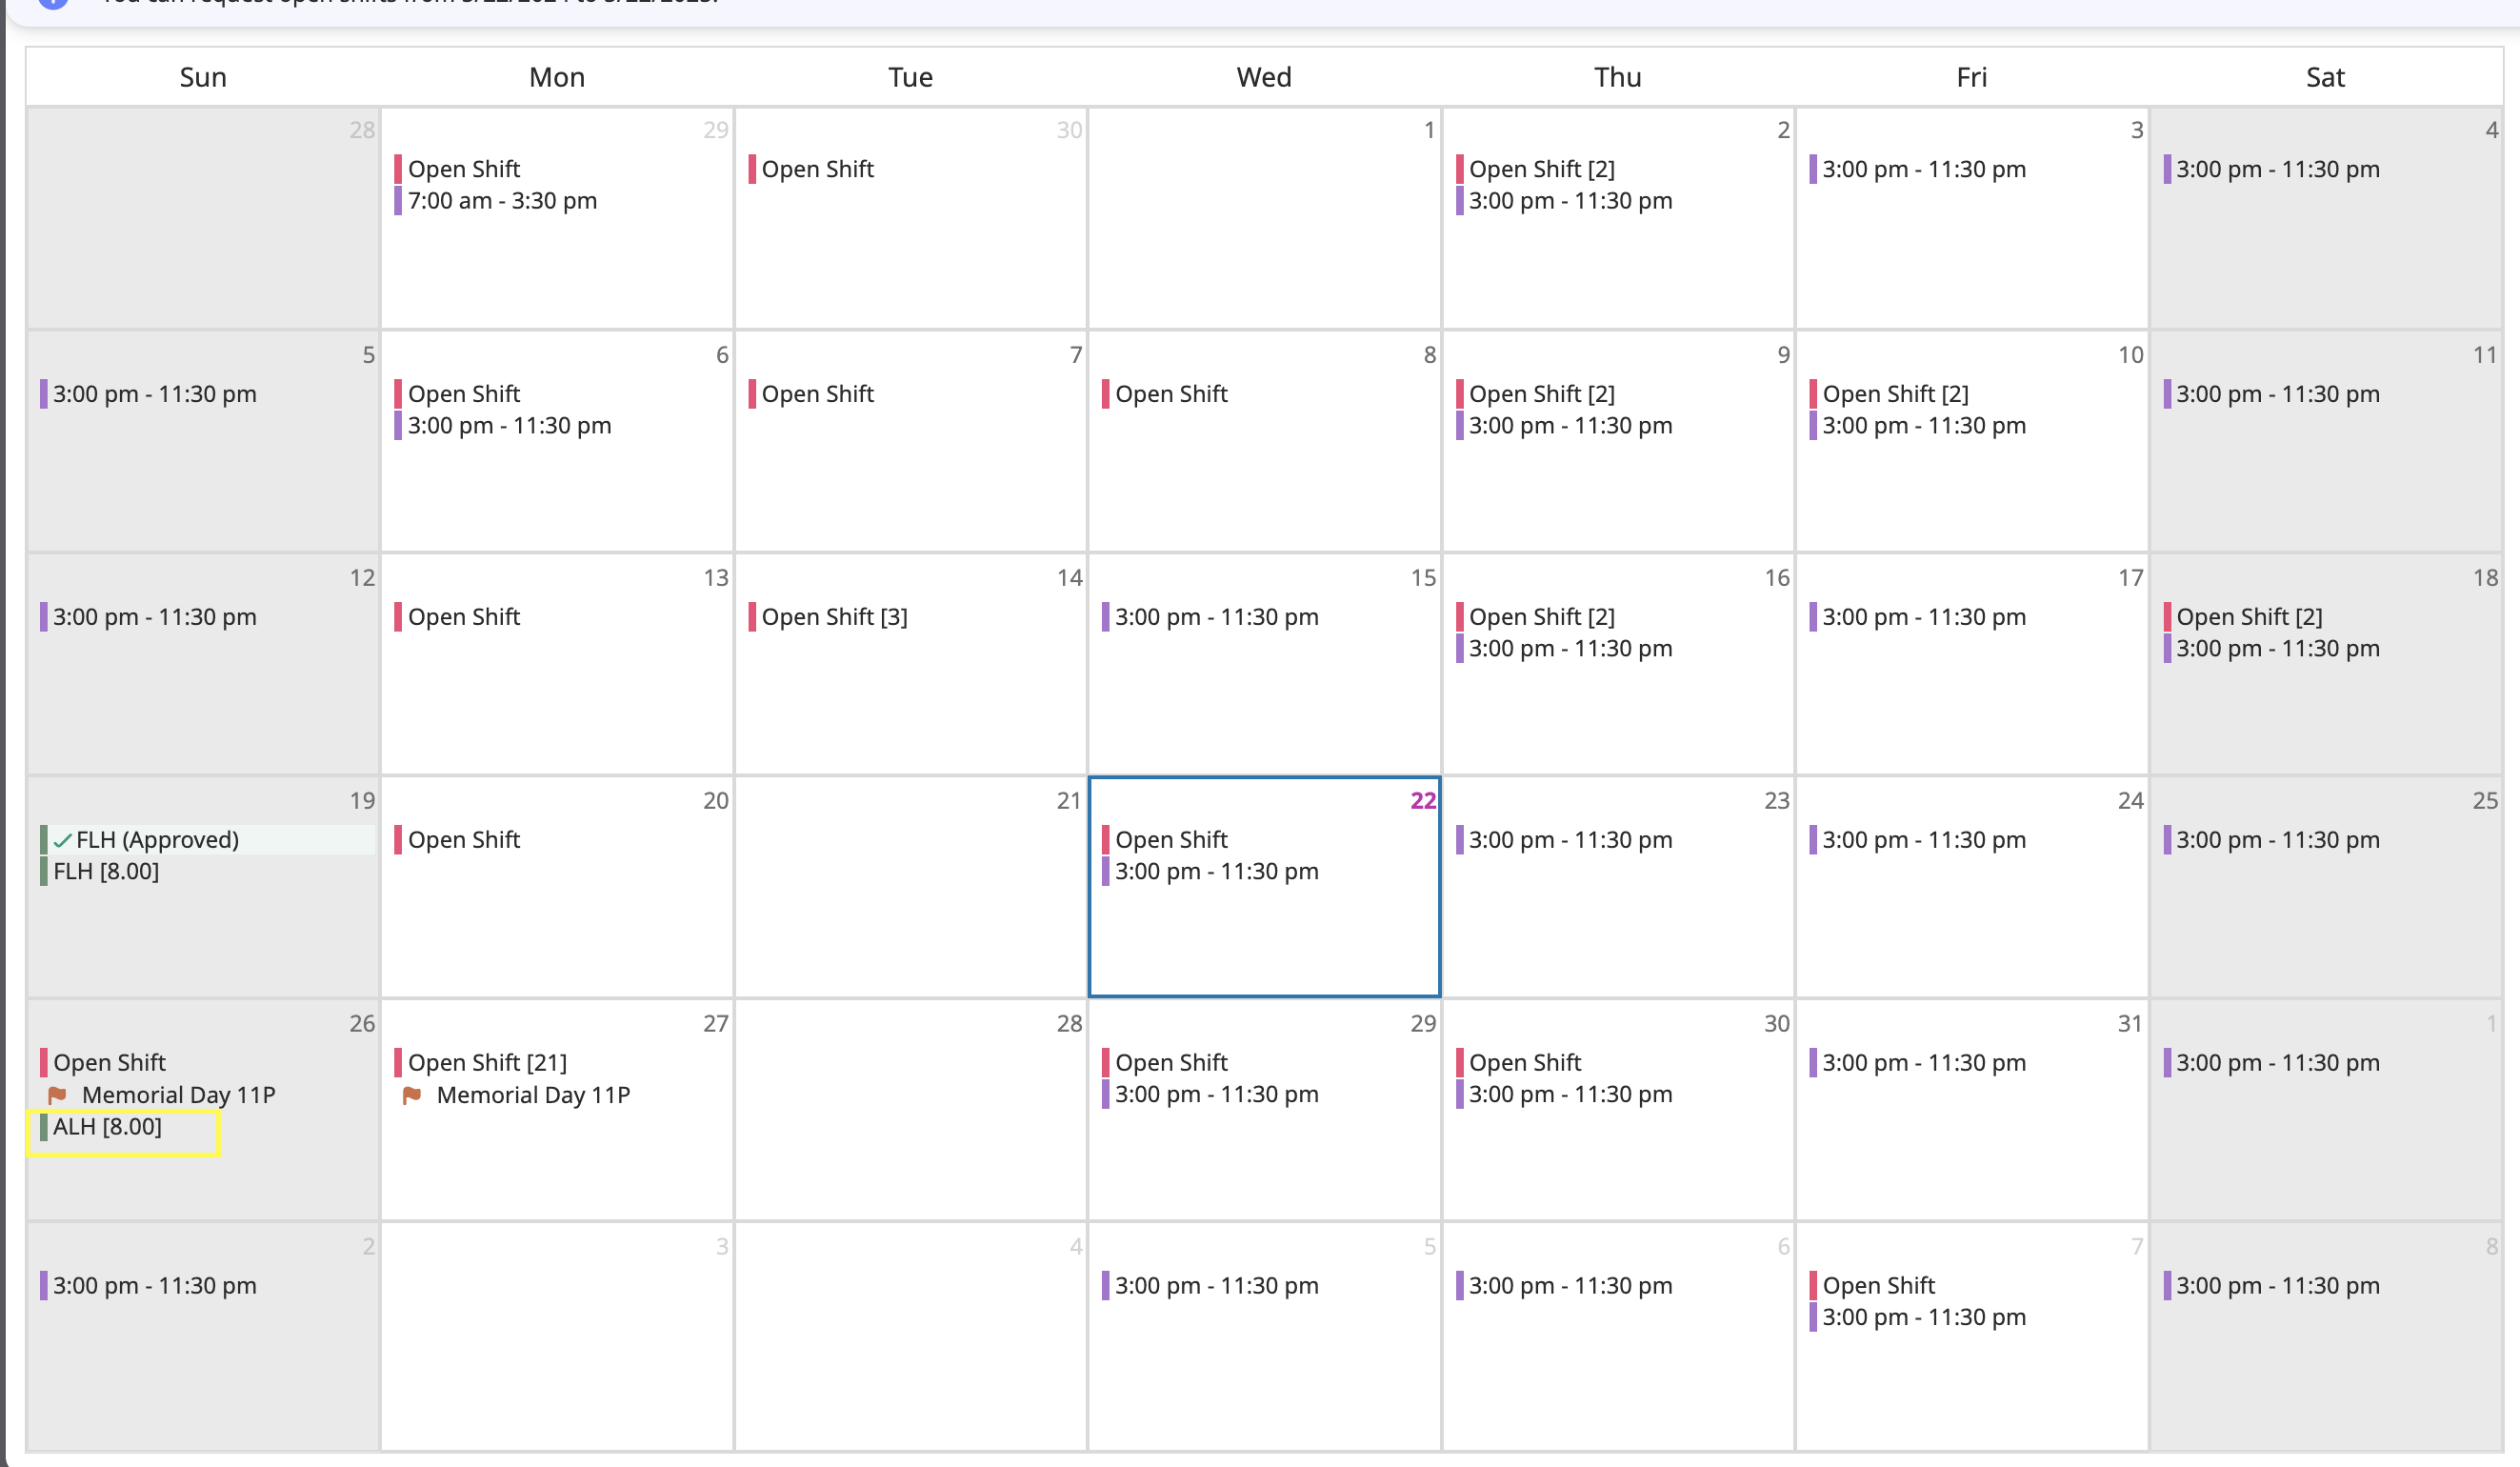 You can request open shifts from 5/22/2024 to 5/22/2025.
Sun Mon Tue Wed Thu Fri Sat
28 29 30 1 2 3 4
Open Shift
7:00 am - 3:30 pm
Open Shift
Open Shift [2]
3:00 pm - 11:30 pm
3:00 pm - 11:30 pm
3:00 pm - 11:30 pm
5 6 7 8 9 10 11
3:00 pm - 11:30 pm
Open Shift
3:00 pm - 11:30 pm
Open Shift
Open Shift
Open Shift [2]
3:00 pm - 11:30 pm
Open Shift [2]
3:00 pm - 11:30 pm
3:00 pm - 11:30 pm
12 13 14 15 16 17 18
3:00 pm - 11:30 pm
Open Shift
Open Shift [3]
3:00 pm - 11:30 pm
Open Shift [2]
3:00 pm - 11:30 pm
3:00 pm - 11:30 pm
Open Shift [2]
3:00 pm - 11:30 pm
19 20 21 22 23 24 25
FLH (Approved)
FLH [8.00]
Open Shift
Open Shift
3:00 pm - 11:30 pm
3:00 pm - 11:30 pm
3:00 pm - 11:30 pm
3:00 pm - 11:30 pm
26 27 28 29 30 31 1
Open Shift
Memorial Day 11P
ALH [8.00]
Open Shift [21]
Memorial Day 11P
Open Shift
3:00 pm - 11:30 pm
Open Shift
3:00 pm - 11:30 pm
3:00 pm - 11:30 pm
3:00 pm - 11:30 pm
2 3 4 5 6 7 8
3:00 pm - 11:30 pm
3:00 pm - 11:30 pm
3:00 pm - 11:30 pm
Open Shift
3:00 pm - 11:30 pm
3:00 pm - 11:30 pm